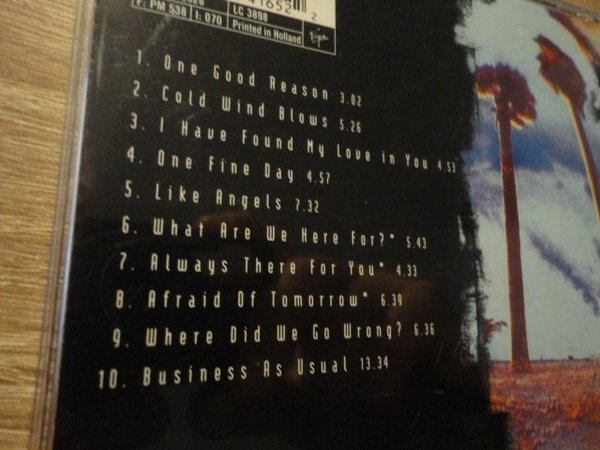 F: PM 538 I: 070
LC 3898
Printed in Holland
Virgin
2
1. One Good Reason 3.02
2. Cold Wind Blows 5.26
3. I Have Found My Love in You 4.53
4. One Fine Day 4.57
5. Like Angels 7.32
6. What Are We Here For?* 5.43
7. Always There For You* 4.33
8. Afraid Of Tomorrow* 6.39
9. Where Did We Go Wrong? 6.36
10. Business As Usual 13.34